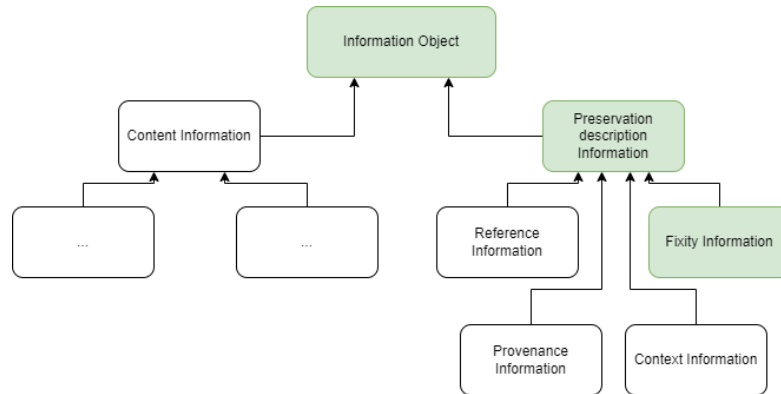 Information Object
Content Information
Preservation
description
Information
...
...
Reference
Information
Fixity Information
Provenance
Information
Context Information